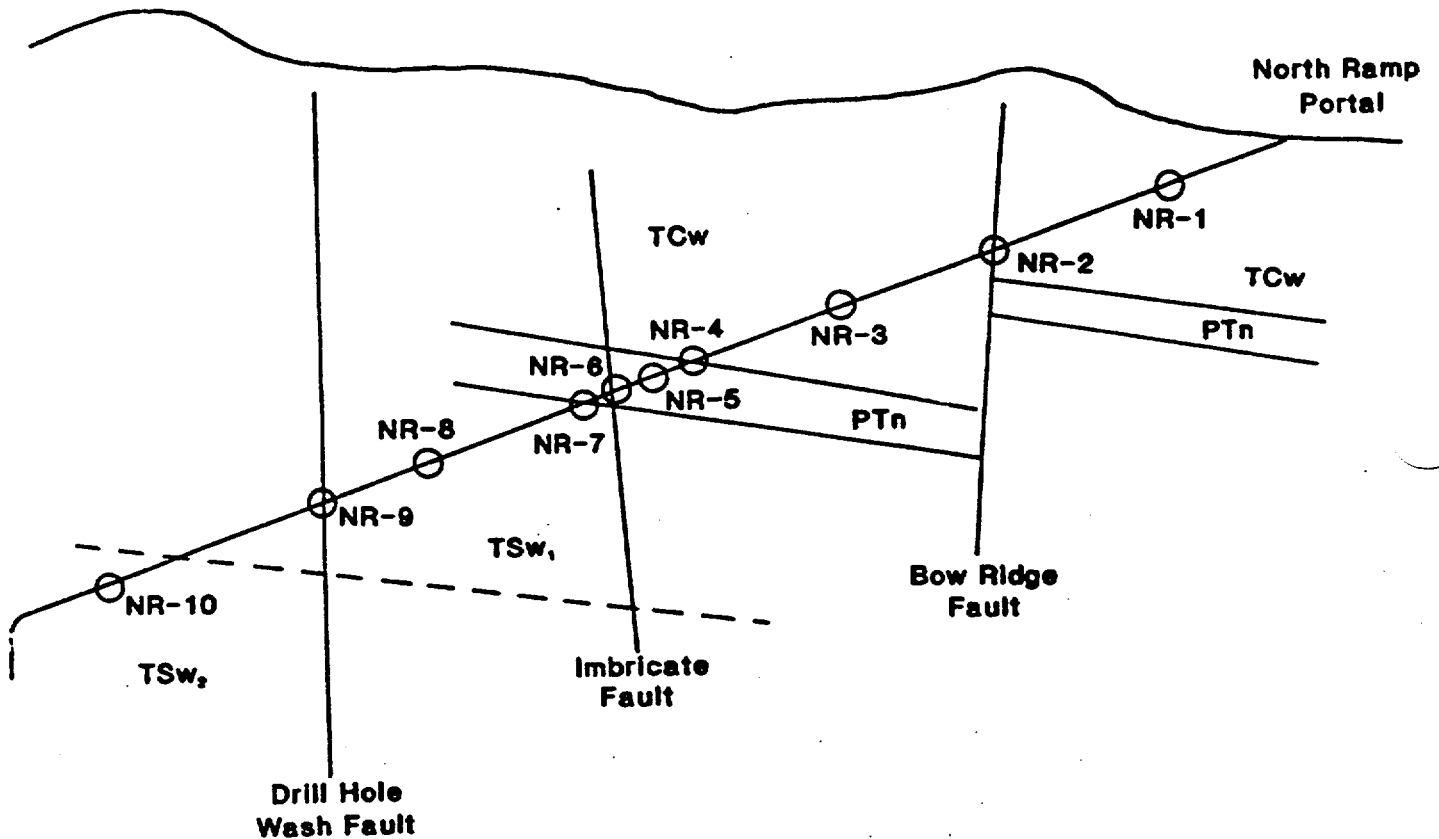 North Ramp
Portal
NR-1
TCw
NR-2
TCw
NR-3
NR-4
PTn
NR-6
NR-5
PTn
NR-7
NR-8
NR-9
TSw₁
Bow Ridge
Fault
NR-10
Imbricate
Fault
TSw₂
Drill Hole
Wash Fault